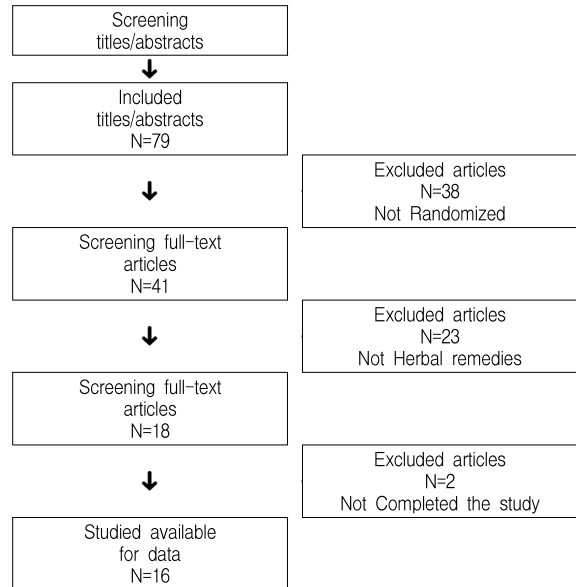 Screening
titles/abstracts
Included
titles/abstracts
N=79
Excluded articles
N=38
Not Randomized
Screening full-text
articles
N=41
Excluded articles
N=23
Not Herbal remedies
Screening full-text
articles
N=18
Excluded articles
N=2
Not Completed the study
Studied available
for data
N=16